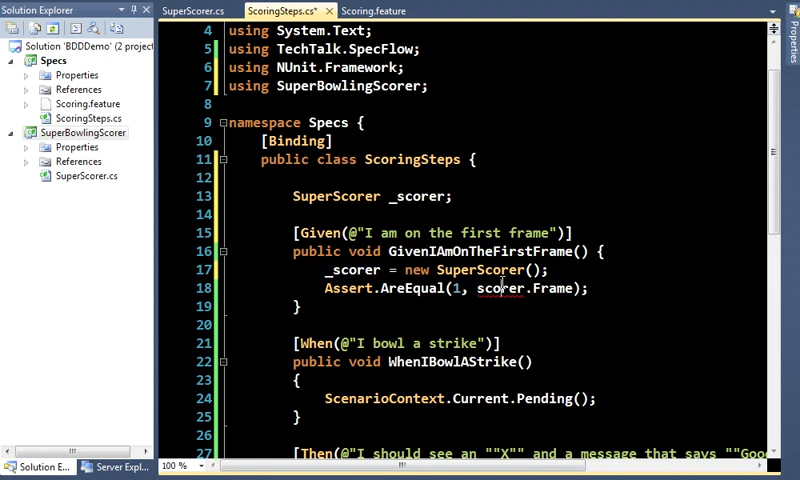 Solution Explorer
SuperScorer.cs
ScoringSteps.cs*
Scoring.feature
Solution 'BDDDemo' (2 project
Specs
Properties
References
Scoring.feature
ScoringSteps.cs
SuperBowlingScorer
Properties
References
SuperScorer.cs
4 using System.Text;
5 using TechTalk.SpecFlow;
6 using NUnit.Framework;
7 using SuperBowlingScorer;
8
9 namespace Specs {
10 [Binding]
11 public class ScoringSteps {
12
13 SuperScorer _scorer;
14
15 [Given(@"I am on the first frame")]
16 public void GivenIAmOnTheFirstFrame() {
17 _scorer = new SuperScorer();
18 Assert.AreEqual(1, scorer.Frame);
19 }
20
21 [When(@"I bowl a strike")]
22 public void WhenIBowlAStrike()
23 {
24 ScenarioContext.Current.Pending();
25 }
26
27 [Then(@"I should see an ""X"" and a message that says ""Good
100 %
Solution E...
Server Expl...
Properties